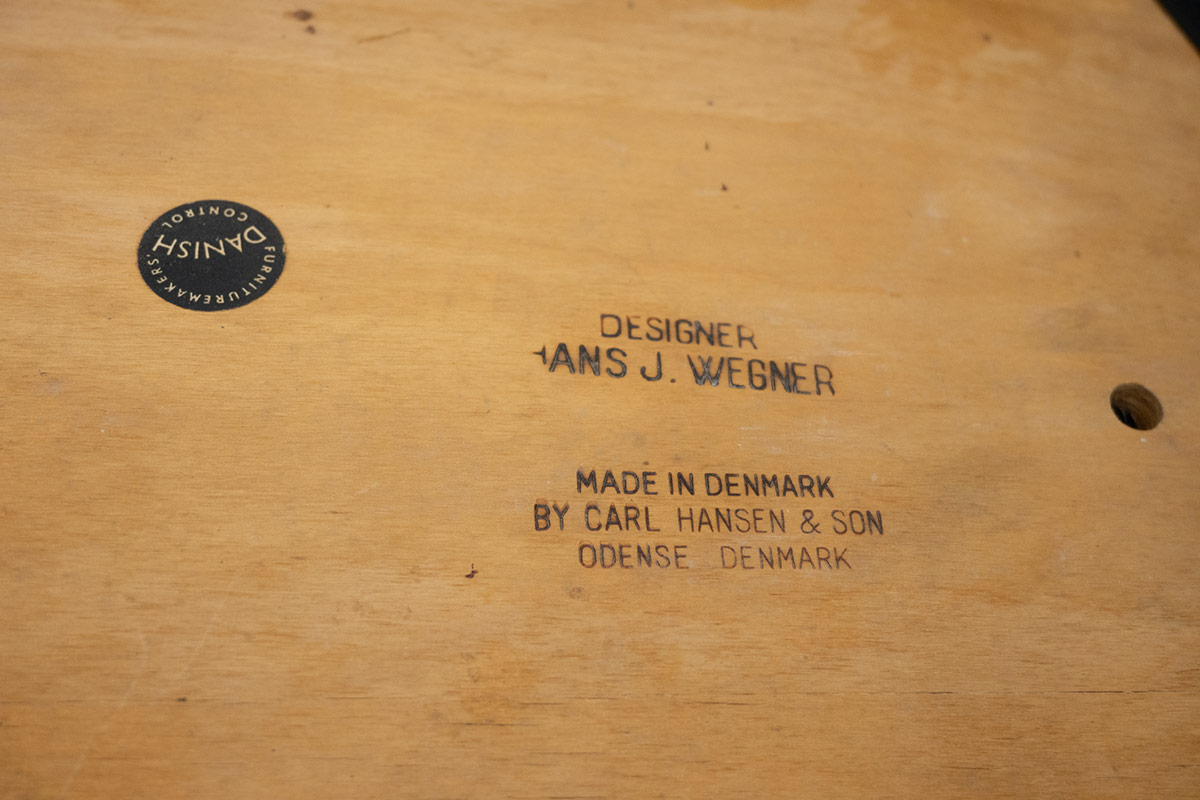 DANISH
FURNITUREMAKERS'
CONTROL
DESIGNER
HANS J. WEGNER
MADE IN DENMARK
BY CARL HANSEN & SON
ODENSE DENMARK